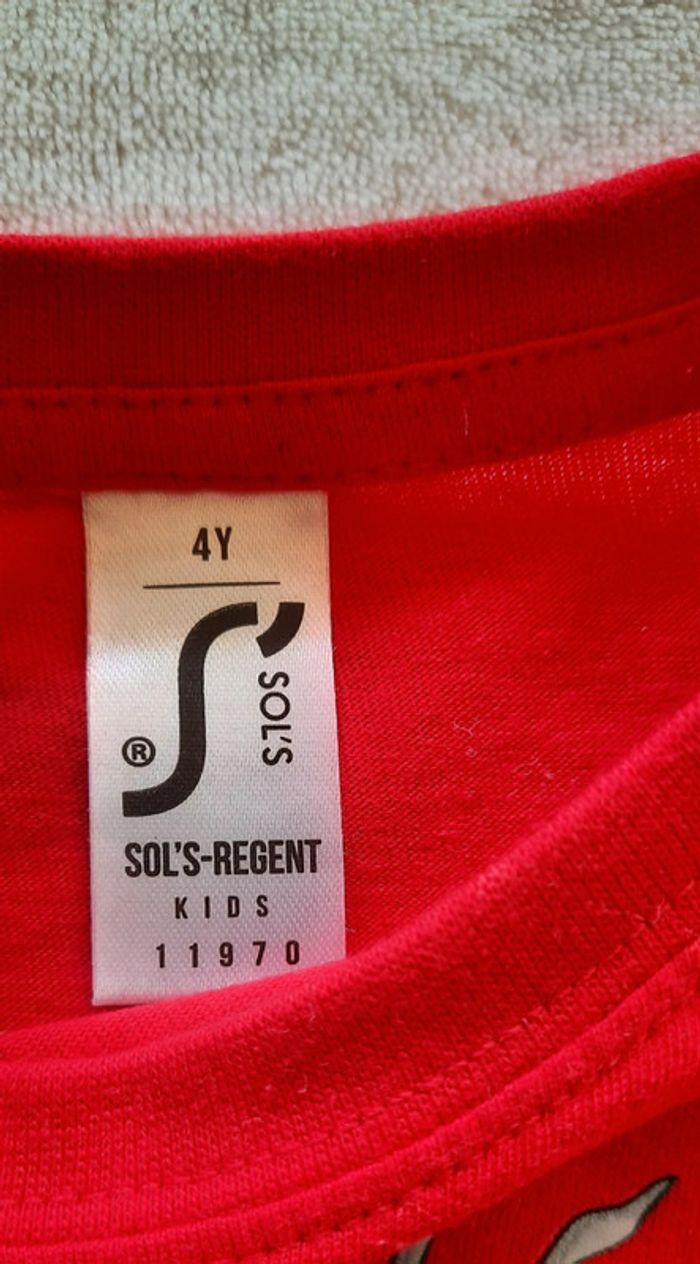 4Y
SOL'S
®
SOL'S-REGENT
KIDS
11970